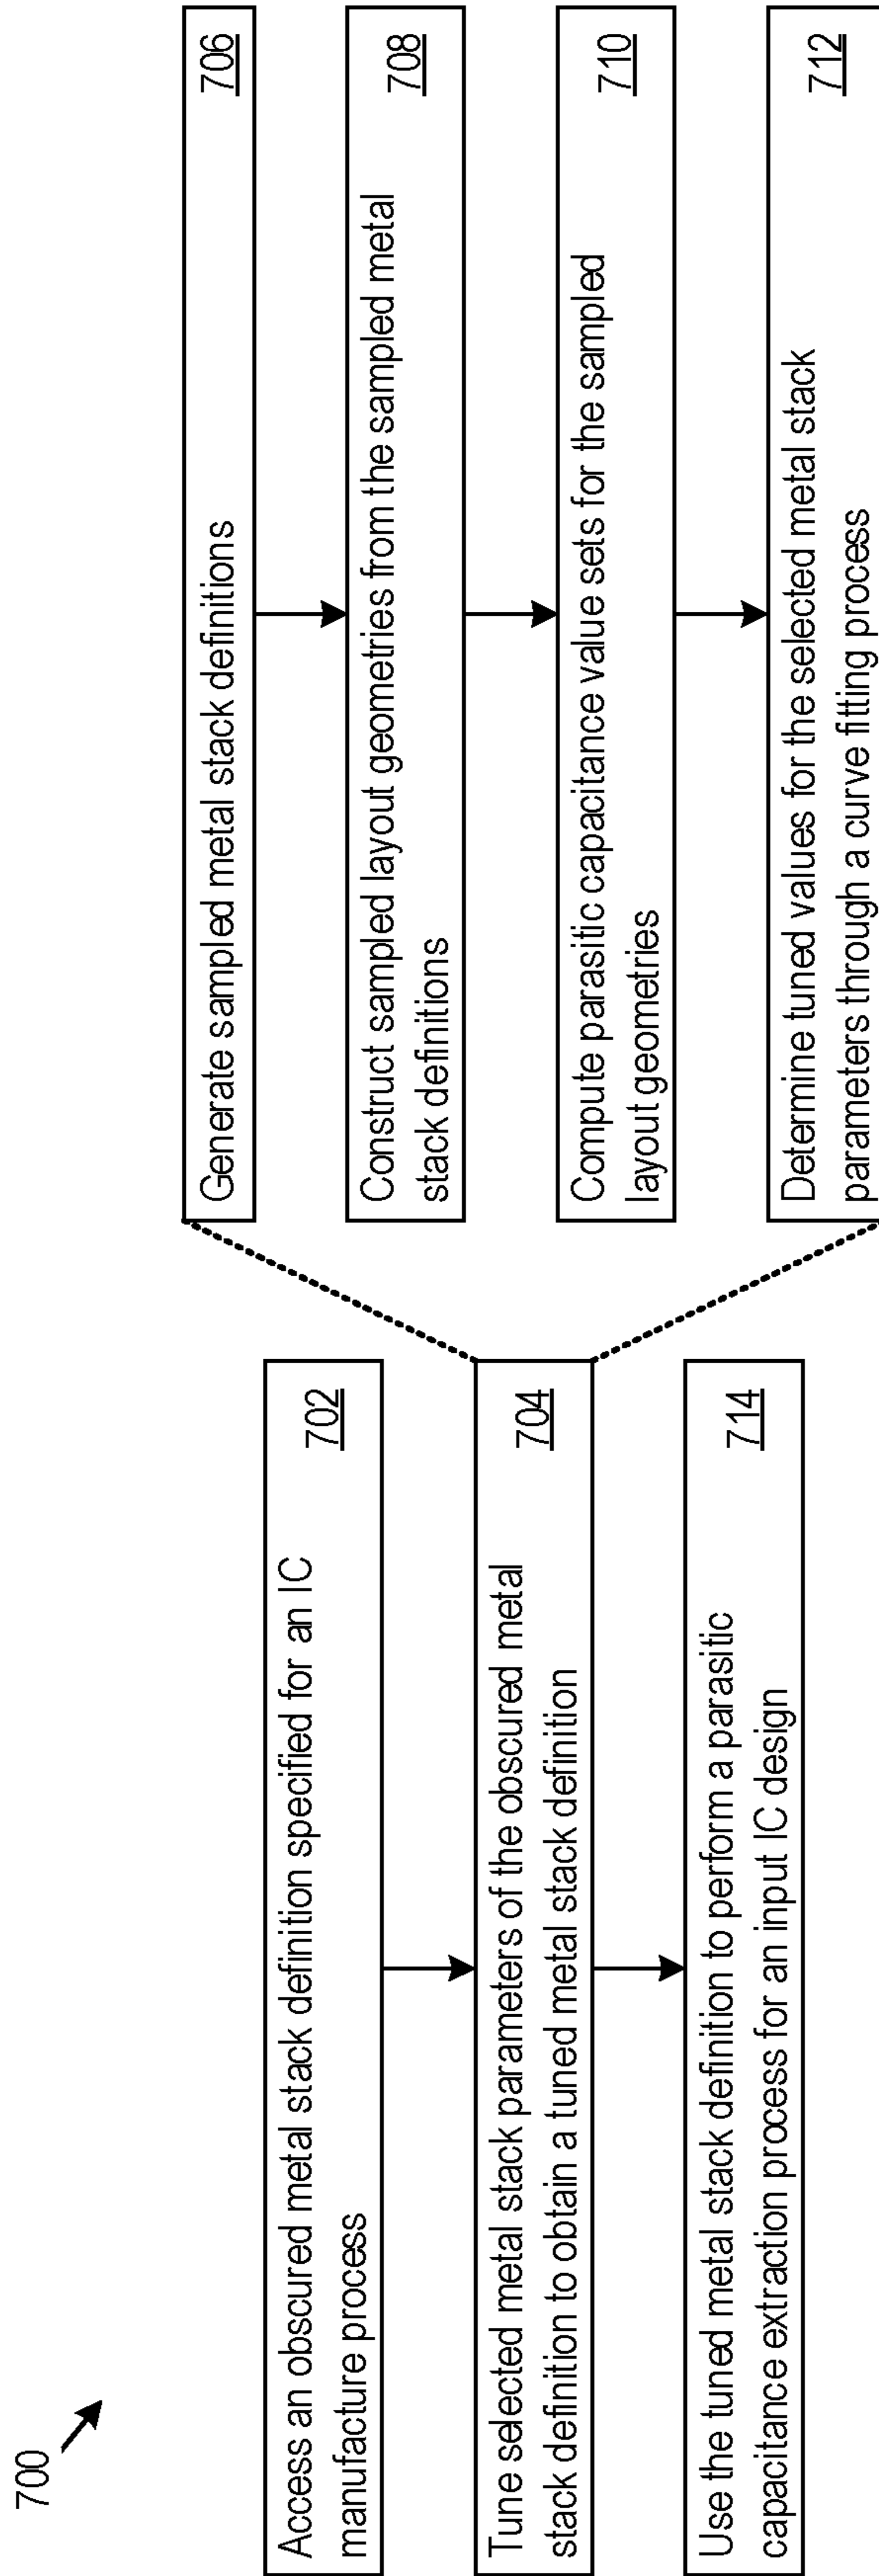 700
Access an obscured metal stack definition specified for an IC
manufacture process
702
Tune selected metal stack parameters of the obscured metal
stack definition to obtain a tuned metal stack definition
704
Use the tuned metal stack definition to perform a parasitic
capacitance extraction process for an input IC design
714
Generate sampled metal stack definitions
706
Construct sampled layout geometries from the sampled metal
stack definitions
708
Compute parasitic capacitance value sets for the sampled
layout geometries
710
Determine tuned values for the selected metal stack
parameters through a curve fitting process
712